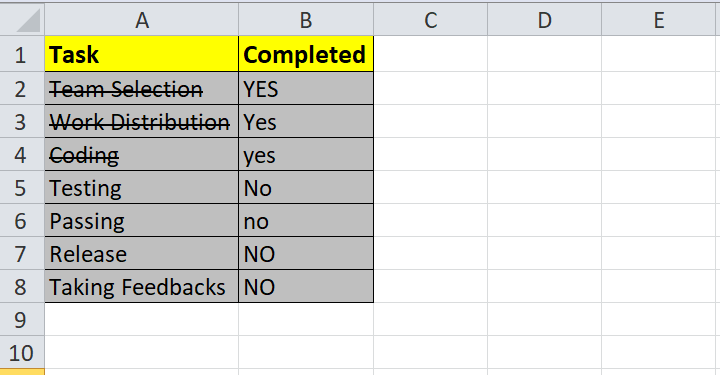 A B C D E
1 Task Completed
2 Team Selection YES
3 Work Distribution Yes
4 Coding yes
5 Testing No
6 Passing no
7 Release NO
8 Taking Feedbacks NO
9
10